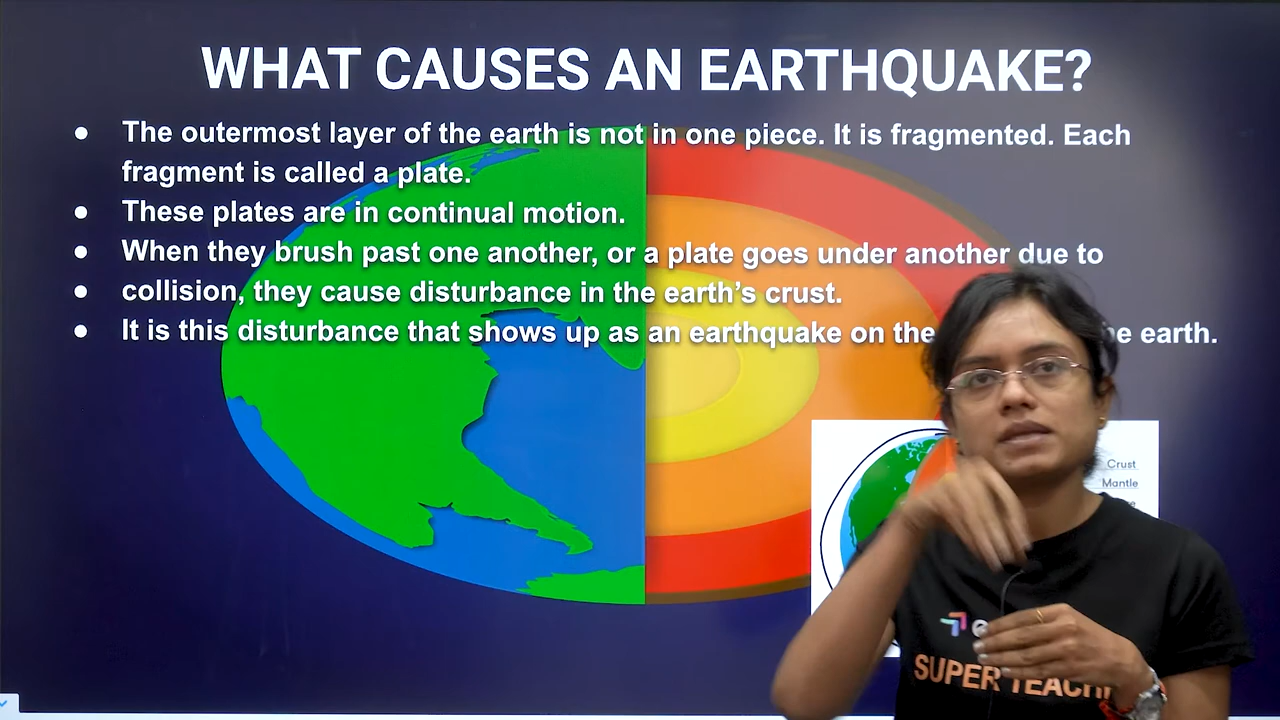 WHAT CAUSES AN EARTHQUAKE?
● The outermost layer of the earth is not in one piece. It is fragmented. Each
fragment is called a plate.
● These plates are in continual motion.
● When they brush past one another, or a plate goes under another due to
● collision, they cause disturbance in the earth's crust.
● It is this disturbance that shows up as an earthquake on the earth.
Crust
Mantle
SUPER